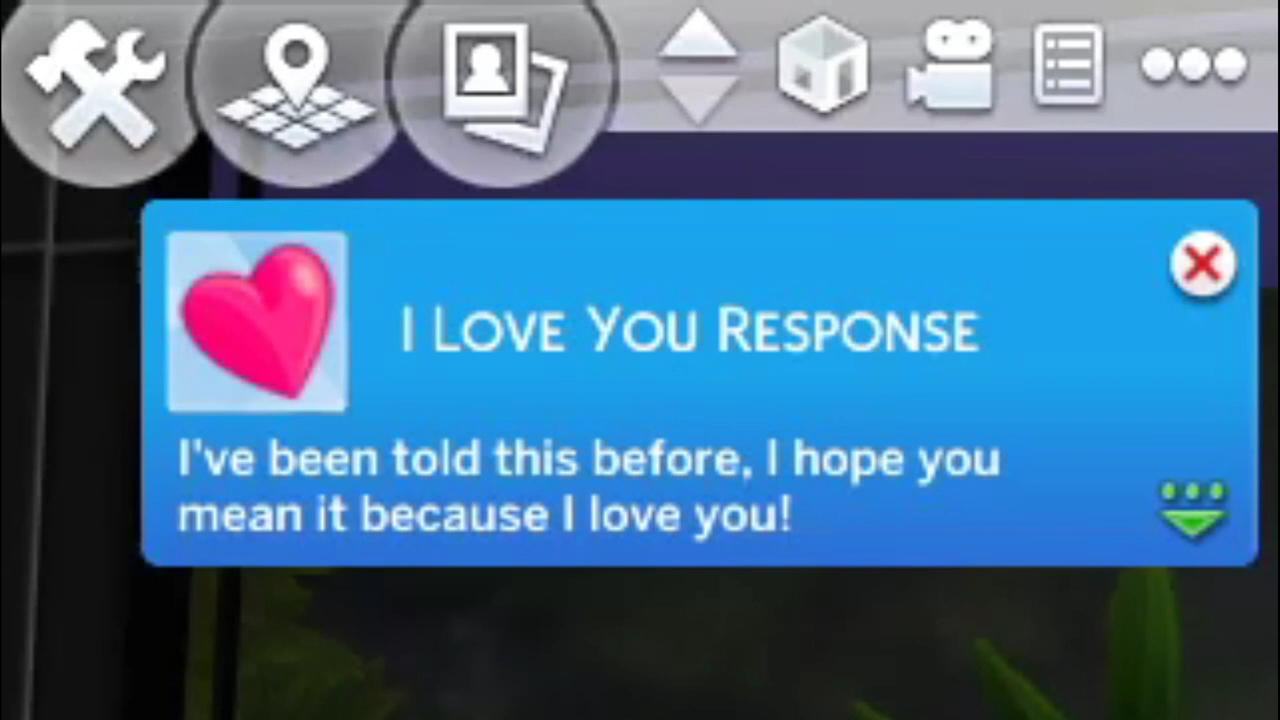 I LOVE YOU RESPONSE
I've been told this before, I hope you
mean it because I love you!